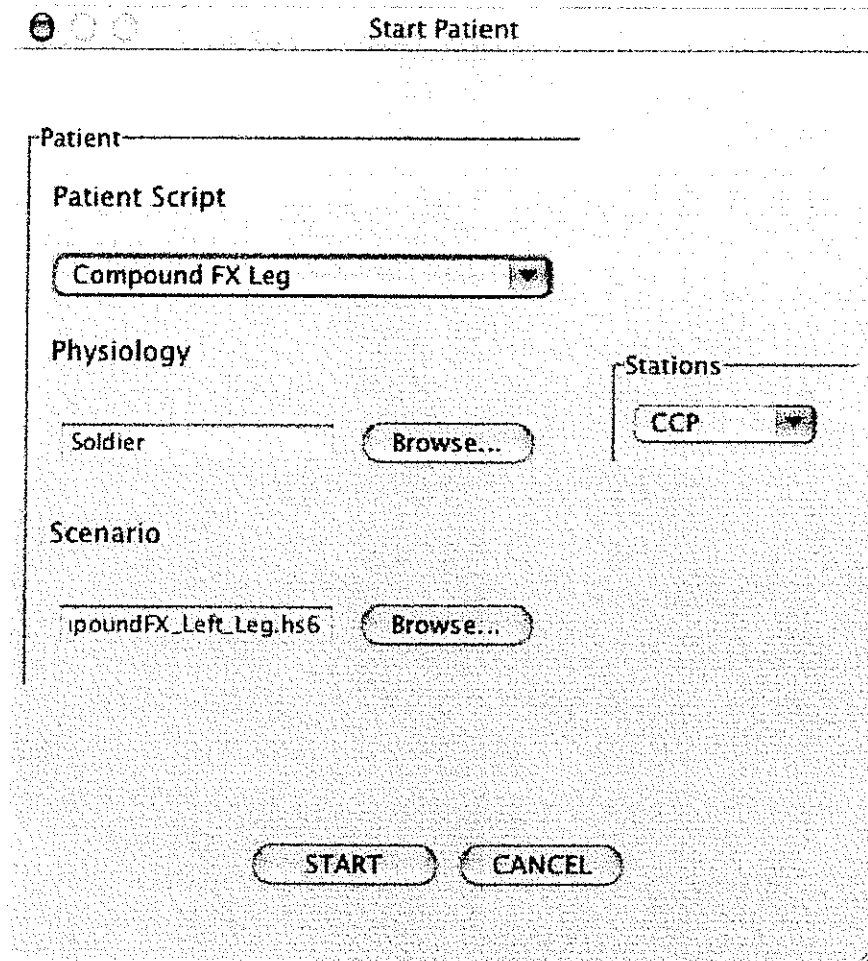 Start Patient
Patient
Patient Script
Compound FX Leg
Physiology
Soldier
Browse...
Stations
CCP
Scenario
poundFX_Left_Leg.hs6
Browse...
START
CANCEL